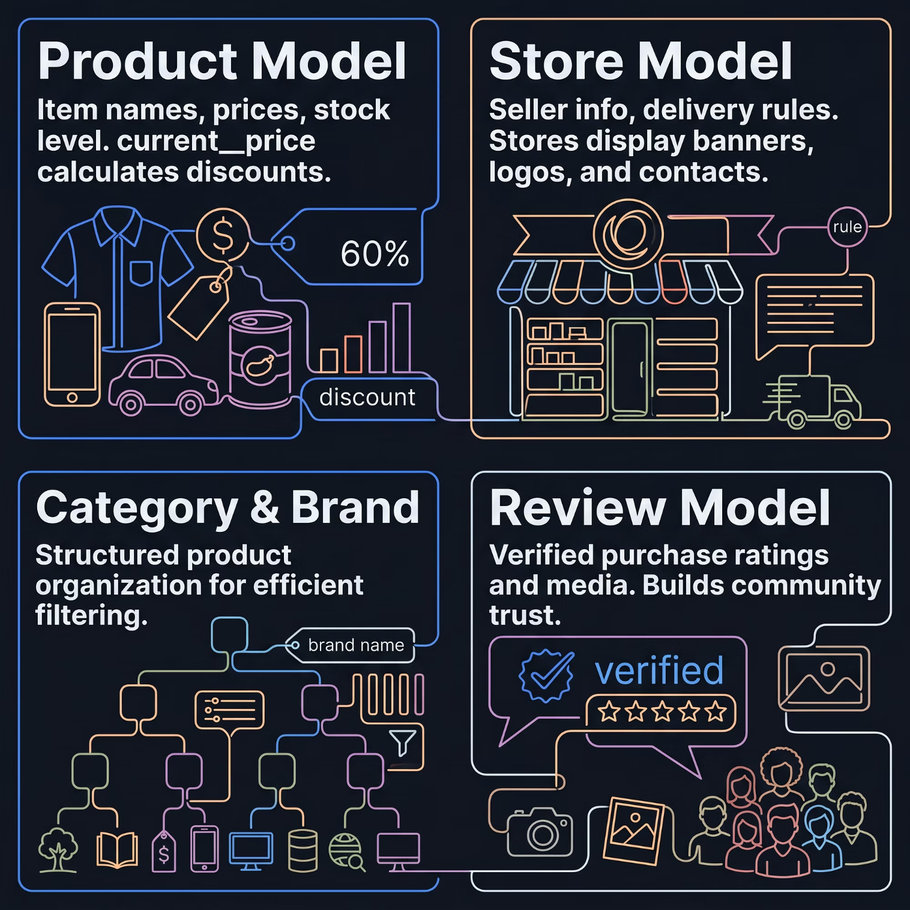 Product Model
Item names, prices, stock
level. current__price
calculates discounts.
$
60%
discount
Store Model
Seller info, delivery rules.
Stores display banners,
logos, and contacts.
rule
Category & Brand
Structured product
organization for efficient
filtering.
brand name
$
Review Model
Verified purchase ratings
and media. Builds community
trust.
verified